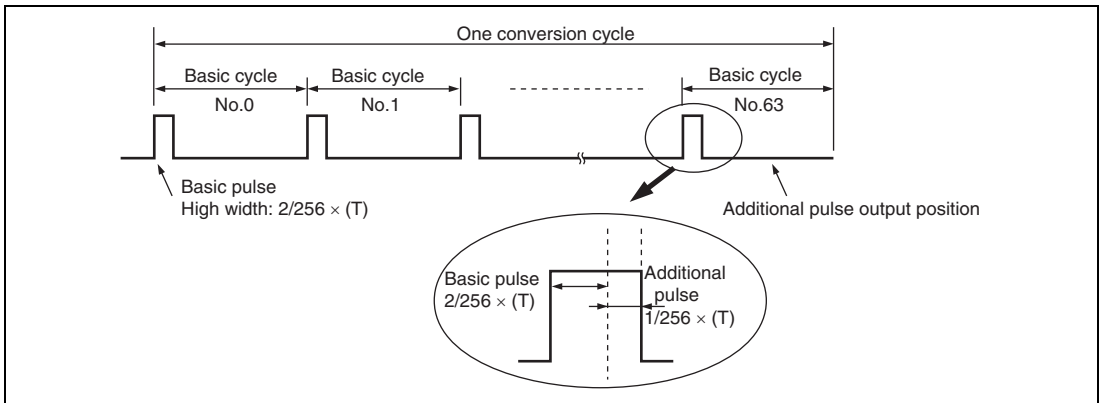 One conversion cycle
Basic cycle
No.0
Basic cycle
No.1
Basic cycle
No.63
Basic pulse
High width: 2/256 × (T)
Additional pulse output position
Basic pulse
2/256 × (T)
Additional
pulse
1/256 × (T)